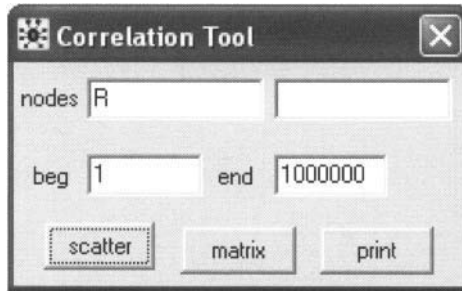 Correlation Tool
nodes R
beg 1 end 1000000
scatter matrix print